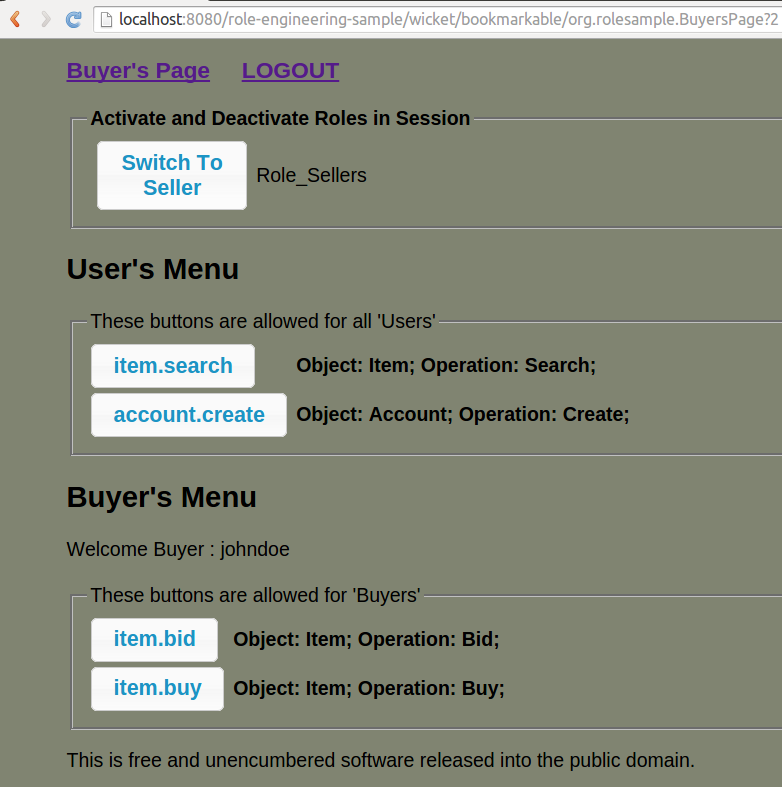 localhost:8080/role-engineering-sample/wicket/bookmarkable/org.rolesample.BuyersPage?2
Buyer's Page LOGOUT
Activate and Deactivate Roles in Session
Switch To
Seller
Role_Sellers
User's Menu
These buttons are allowed for all 'Users'
item.search Object: Item; Operation: Search;
account.create Object: Account; Operation: Create;
Buyer's Menu
Welcome Buyer : johndoe
These buttons are allowed for 'Buyers'
item.bid Object: Item; Operation: Bid;
item.buy Object: Item; Operation: Buy;
This is free and unencumbered software released into the public domain.